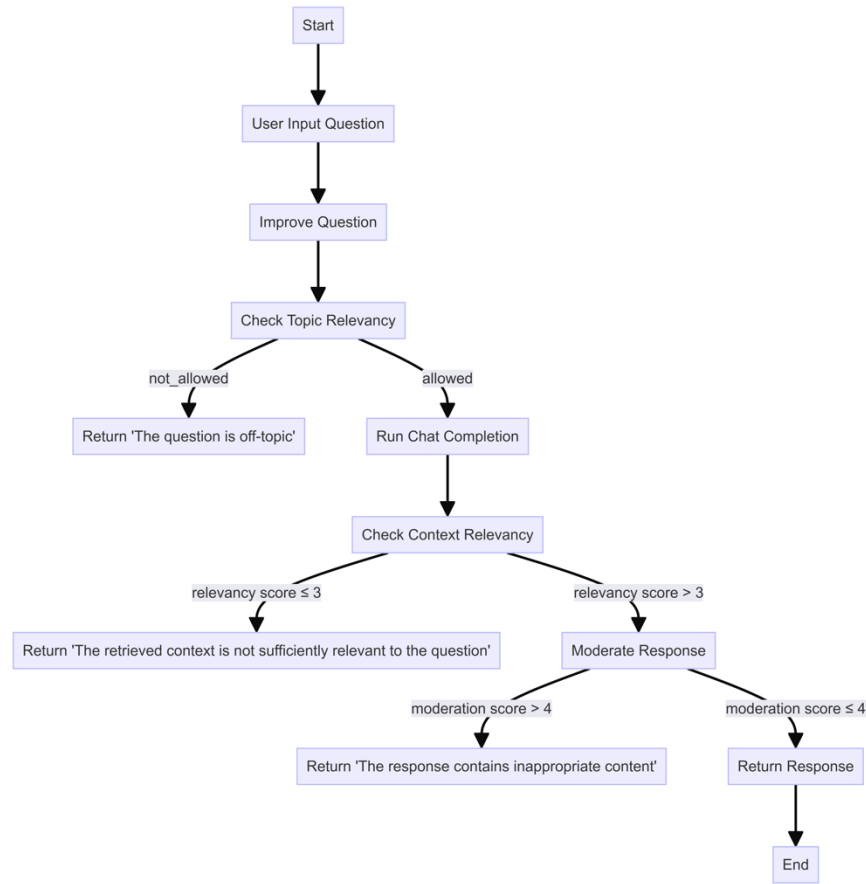 Start
User Input Question
Improve Question
Check Topic Relevancy
not_allowed
allowed
Return 'The question is off-topic'
Run Chat Completion
Check Context Relevancy
relevancy score ≤ 3
relevancy score > 3
Return 'The retrieved context is not sufficiently relevant to the question'
Moderate Response
moderation score > 4
moderation score ≤ 4
Return 'The response contains inappropriate content'
Return Response
End